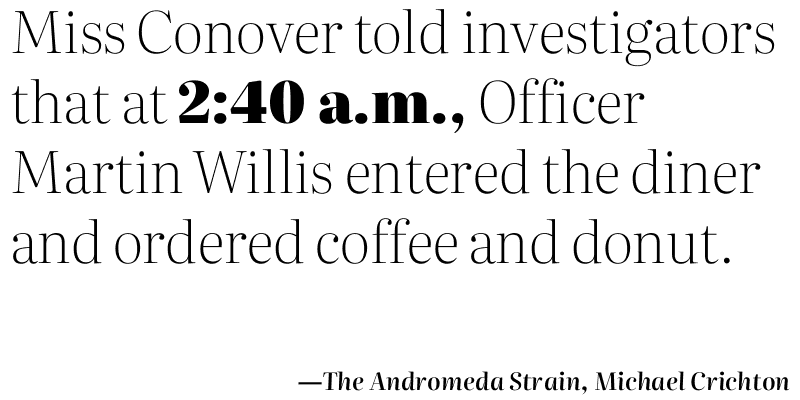 Miss Conover told investigators
that at 2:40 a.m., Officer
Martin Willis entered the diner
and ordered coffee and donut.
—The Andromeda Strain, Michael Crichton